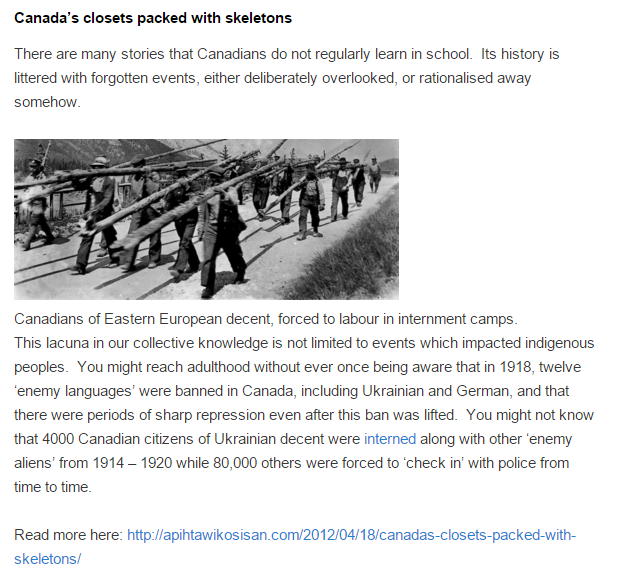 Canada's closets packed with skeletons
There are many stories that Canadians do not regularly learn in school.  Its history is
littered with forgotten events, either deliberately overlooked, or rationalised away
somehow.
Canadians of Eastern European decent, forced to labour in internment camps.
This lacuna in our collective knowledge is not limited to events which impacted indigenous
peoples.  You might reach adulthood without ever once being aware that in 1918, twelve
‘enemy languages’ were banned in Canada, including Ukrainian and German, and that
there were periods of sharp repression even after this ban was lifted.  You might not know
that 4000 Canadian citizens of Ukrainian decent were interned along with other ‘enemy
aliens’ from 1914 – 1920 while 80,000 others were forced to ‘check in’ with police from
time to time.
Read more here: http://apihtawikosisan.com/2012/04/18/canadas-closets-packed-with-
skeletons/